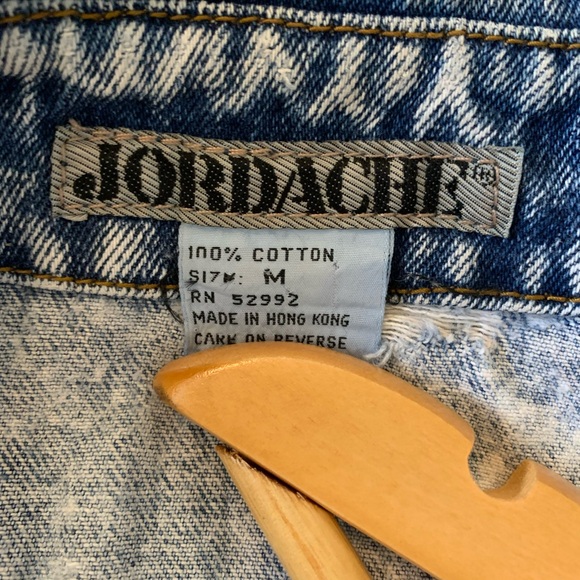 JORDACHE®
100% COTTON
SIZE: M
RN 52992
MADE IN HONG KONG
CARE ON REVERSE